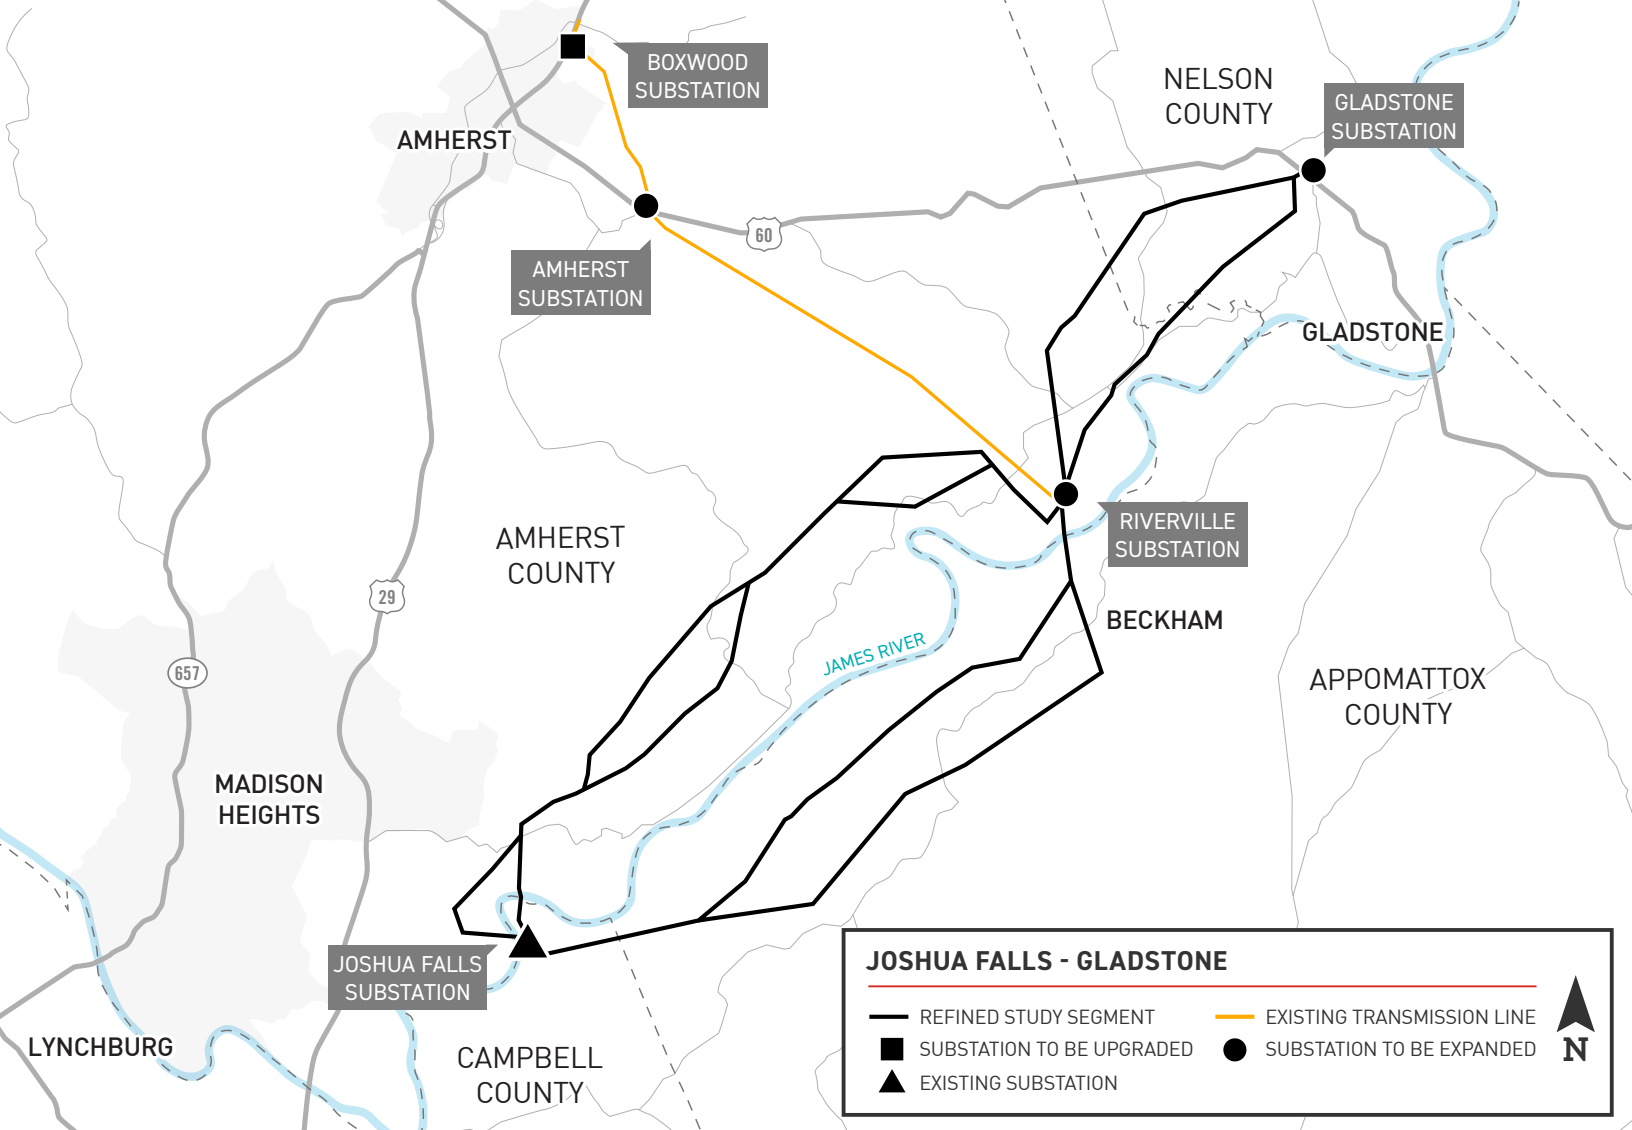 BOXWOOD
SUBSTATION
NELSON
COUNTY
GLADSTONE
SUBSTATION
AMHERST
60
AMHERST
SUBSTATION
GLADSTONE
RIVERVILLE
SUBSTATION
AMHERST
COUNTY
29
BECKHAM
JAMES RIVER
657
APPOMATTOX
COUNTY
MADISON
HEIGHTS
JOSHUA FALLS
SUBSTATION
LYNCHBURG
CAMPBELL
COUNTY
JOSHUA FALLS - GLADSTONE
REFINED STUDY SEGMENT
EXISTING TRANSMISSION LINE
SUBSTATION TO BE UPGRADED
SUBSTATION TO BE EXPANDED
EXISTING SUBSTATION
N